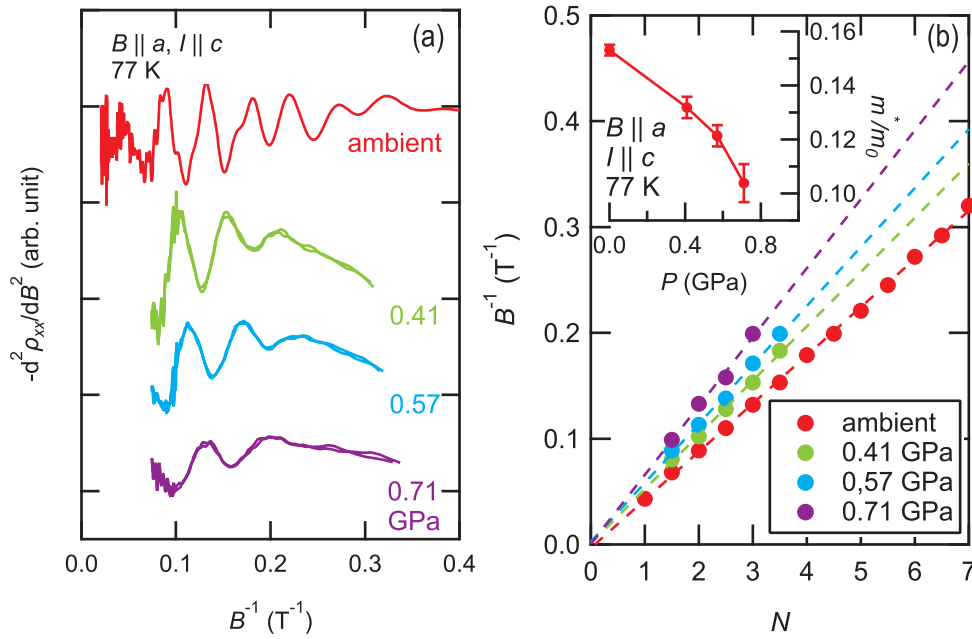 (a)
B || a, I || c
77 K
ambient
0.41
0.57
0.71
GPa
-d²ρxx/dB² (arb. unit)
0.0 0.1 0.2 0.3 0.4
B⁻¹ (T⁻¹)
(b)
0.5
0.4
0.3
0.2
0.1
0.0
B⁻¹ (T⁻¹)
B || a
I || c
77 K
0.16
0.14
0.12
0.10
m*/m0
0.0 0.4 0.8
P (GPa)
ambient
0.41 GPa
0,57 GPa
0.71 GPa
0 1 2 3 4 5 6 7
N